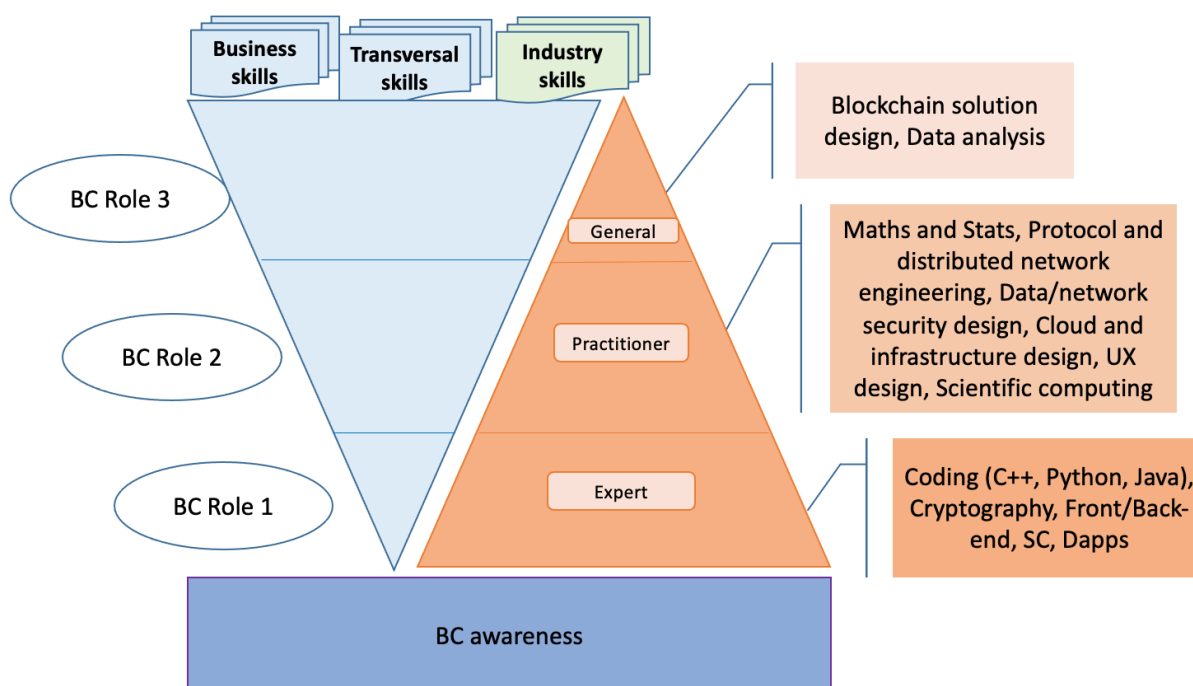 Business
skills
Transversal
skills
Industry
skills
Blockchain solution
design, Data analysis
BC Role 3
General
Maths and Stats, Protocol and
distributed network
engineering, Data/network
security design, Cloud and
infrastructure design, UX
design, Scientific computing
BC Role 2
Practitioner
BC Role 1
Expert
Coding (C++, Python, Java),
Cryptography, Front/Back-
end, SC, Dapps
BC awareness